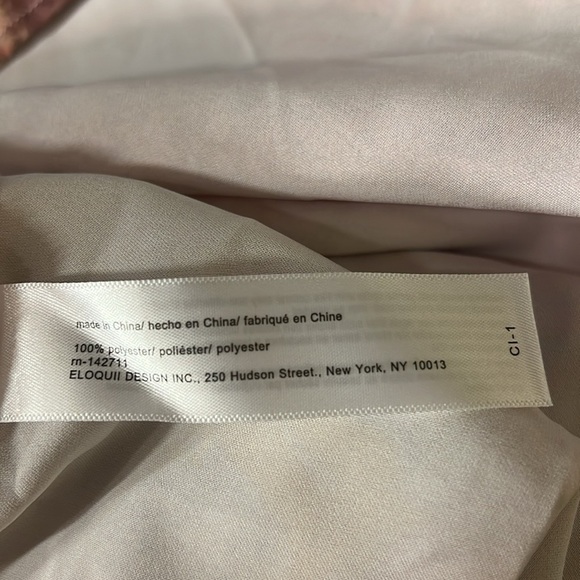 made in China/ hecho en China/ fabriqué en Chine
100% polyester/ poliéster/ polyester
rn-142711
ELOQUII DESIGN INC., 250 Hudson Street., New York, NY 10013
CI-1